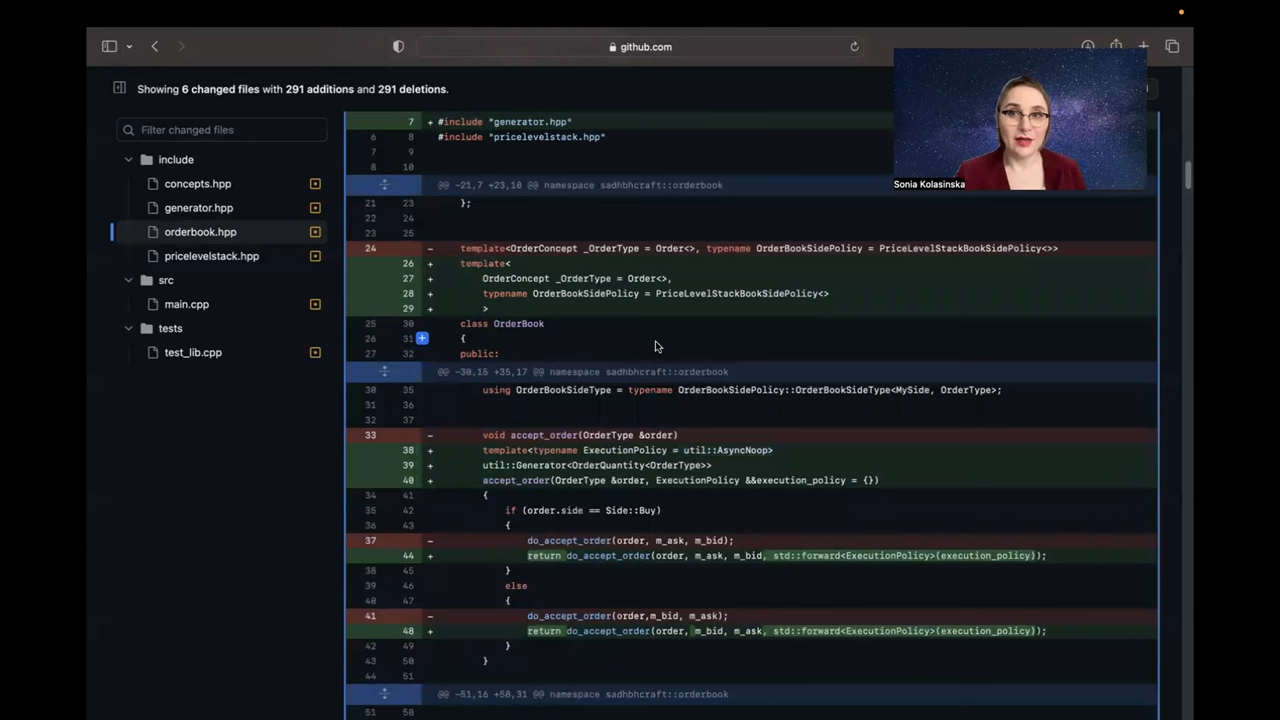 github.com
Showing 6 changed files with 291 additions and 291 deletions.
Filter changed files
include
concepts.hpp
generator.hpp
orderbook.hpp
pricelevelstack.hpp
src
main.cpp
tests
test_lib.cpp
Sonia Kolasinska
7 + #include "generator.hpp"
6 8 #include "pricelevelstack.hpp"
7 9
8 10
@@ -21,7 +23,10 @@ namespace sadhbhcraft::orderbook
21 23 };
22 24
23 25
24 - template<OrderConcept _OrderType = Order<>, typename OrderBookSidePolicy = PriceLevelStackBookSidePolicy<>>
26 + template<
27 + OrderConcept _OrderType = Order<>,
28 + typename OrderBookSidePolicy = PriceLevelStackBookSidePolicy<>
29 + >
25 30 class OrderBook
26 31 + {
27 32 public:
@@ -30,15 +35,17 @@ namespace sadhbhcraft::orderbook
30 35 using OrderBookSideType = typename OrderBookSidePolicy::OrderBookSideType<MySide, OrderType>;
31 36
32 37
33 - void accept_order(OrderType &order)
38 + template<typename ExecutionPolicy = util::AsyncNoop>
39 + util::Generator<OrderQuantity<OrderType>>
40 + accept_order(OrderType &order, ExecutionPolicy &&execution_policy = {})
34 41 {
35 42 if (order.side == Side::Buy)
36 43 {
37 - do_accept_order(order, m_ask, m_bid);
44 + return do_accept_order(order, m_ask, m_bid, std::forward<ExecutionPolicy>(execution_policy));
38 45 }
39 46 else
40 47 {
41 - do_accept_order(order,m_bid, m_ask);
48 + return do_accept_order(order, m_bid, m_ask, std::forward<ExecutionPolicy>(execution_policy));
42 49 }
43 50 }
44 51
@@ -51,16 +58,31 @@ namespace sadhbhcraft::orderbook
51 58